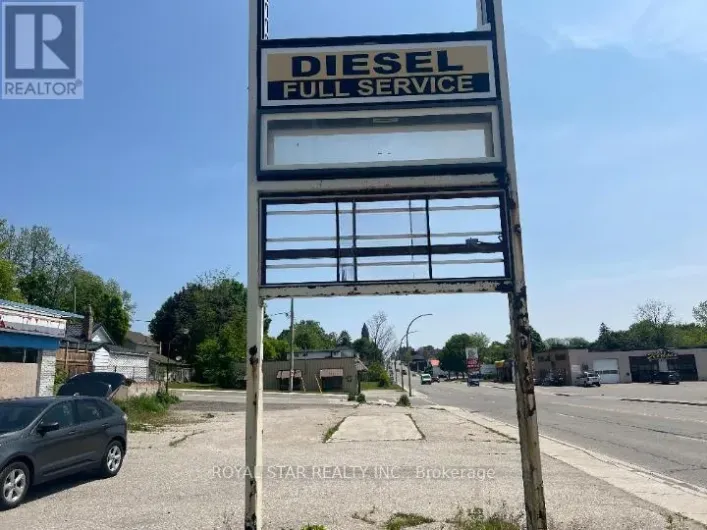 R
REALTOR®
DIESEL
FULL SERVICE
ROYAL STAR REALTY INC., Brokerage